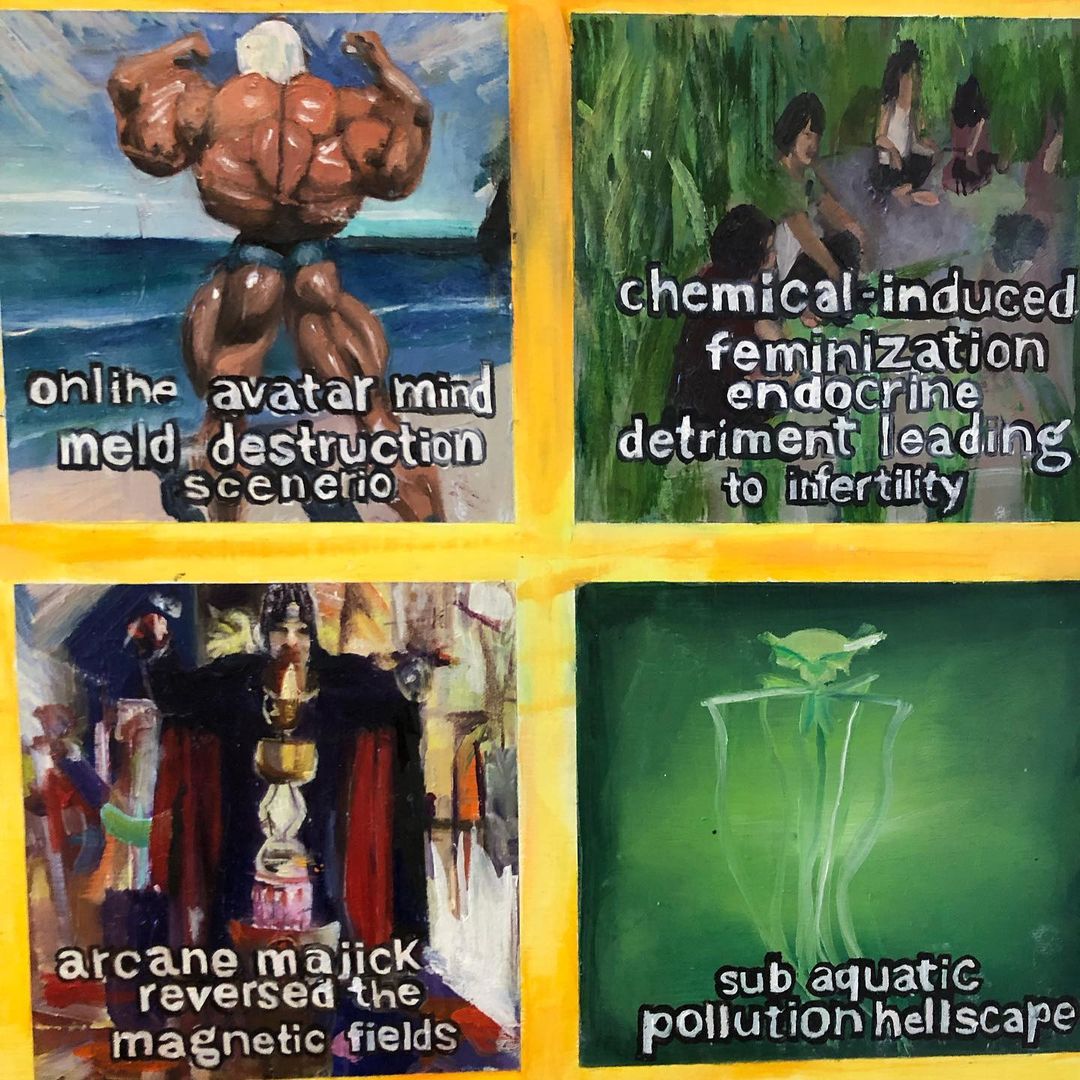 online avatar mind
meld destruction
scenerio
chemical-induced
feminization
endocrine
detriment leading
to infertility
arcane majick
reversed the
magnetic fields
sub aquatic
pollution hellscape